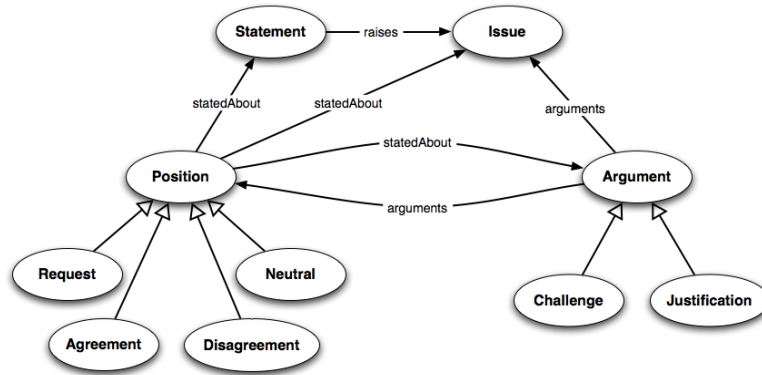 Statement
raises
Issue
statedAbout
statedAbout
arguments
statedAbout
Position
Argument
arguments
Request
Neutral
Challenge
Justification
Agreement
Disagreement